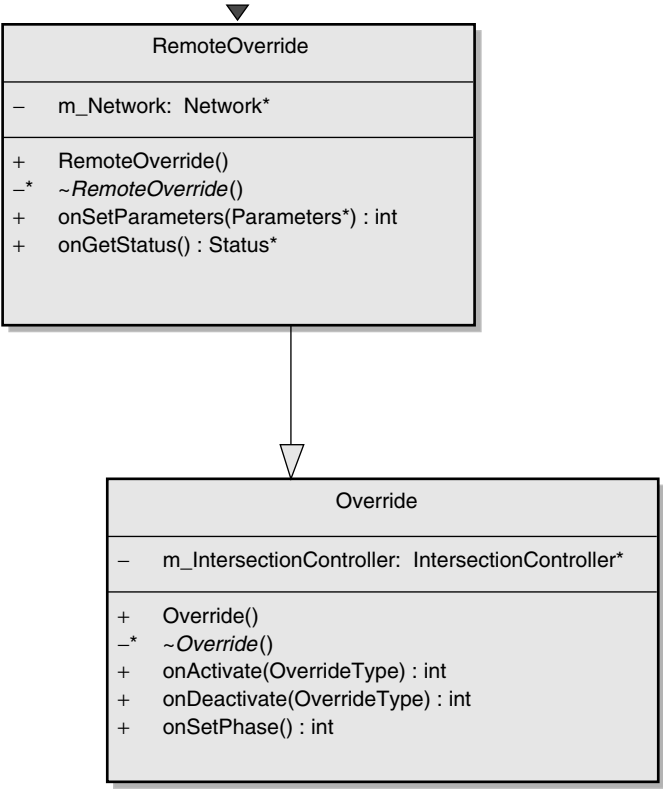 RemoteOverride
– m_Network: Network*
+ RemoteOverride()
–* ~RemoteOverride()
+ onSetParameters(Parameters*) : int
+ onGetStatus() : Status*
Override
– m_IntersectionController: IntersectionController*
+ Override()
–* ~Override()
+ onActivate(OverrideType) : int
+ onDeactivate(OverrideType) : int
+ onSetPhase() : int